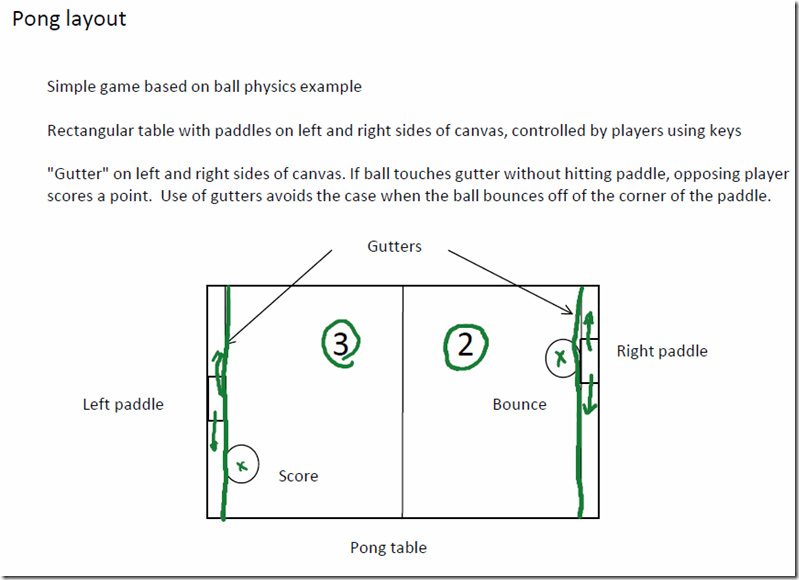 Pong layout
Simple game based on ball physics example
Rectangular table with paddles on left and right sides of canvas, controlled by players using keys
"Gutter" on left and right sides of canvas. If ball touches gutter without hitting paddle, opposing player
scores a point.  Use of gutters avoids the case when the ball bounces off of the corner of the paddle.
Gutters
3
2
x
Right paddle
Left paddle
Bounce
x
Score
Pong table